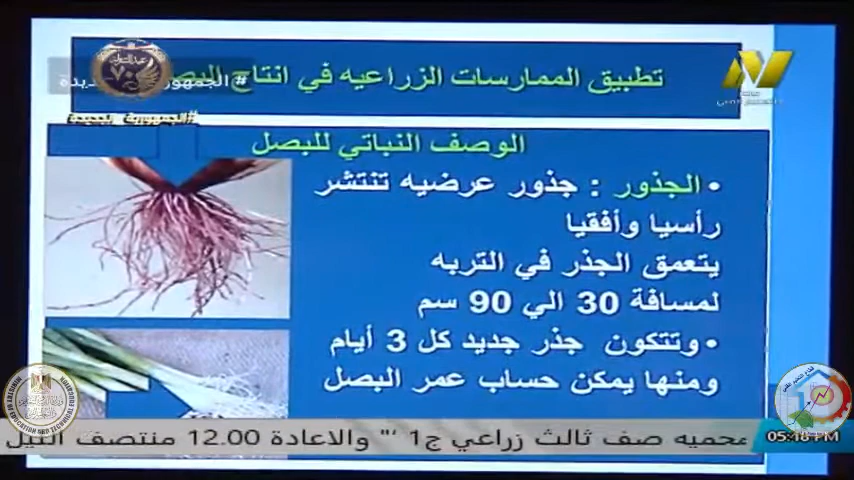 تطبيق الممارسات الزراعيه في انتاج البصل
#الجمهورية_الجديدة
الوصف النباتي للبصل
• الجذور : جذور عرضيه تنتشر
رأسيا وأفقيا
يتعمق الجذر في التربه
لمسافة 30 الي 90 سم
• وتتكون جذر جديد كل 3 أيام
ومنها يمكن حساب عمر البصل
محميه صف ثالث زراعي ج1 '" والاعادة 12.00 منتصف الليل
05:18 PM